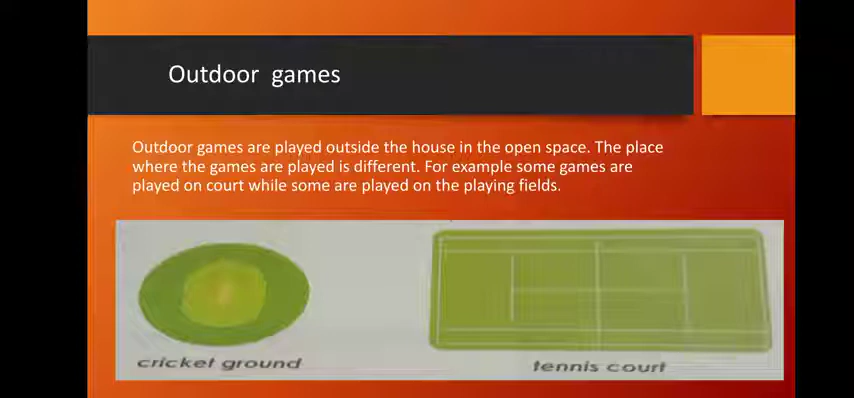 Outdoor games
Outdoor games are played outside the house in the open space. The place
where the games are played is different. For example some games are
played on court while some are played on the playing fields.
cricket ground
tennis court